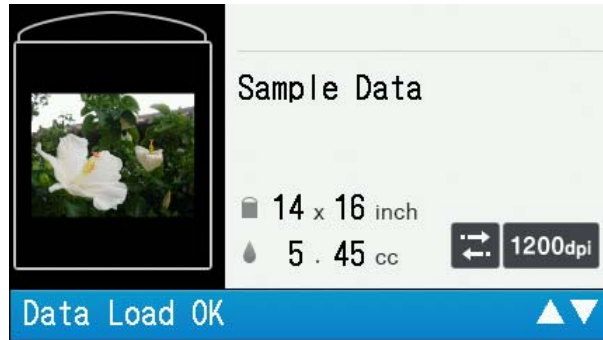 Sample Data
14 x 16 inch
5 . 45 cc
1200dpi
Data Load OK